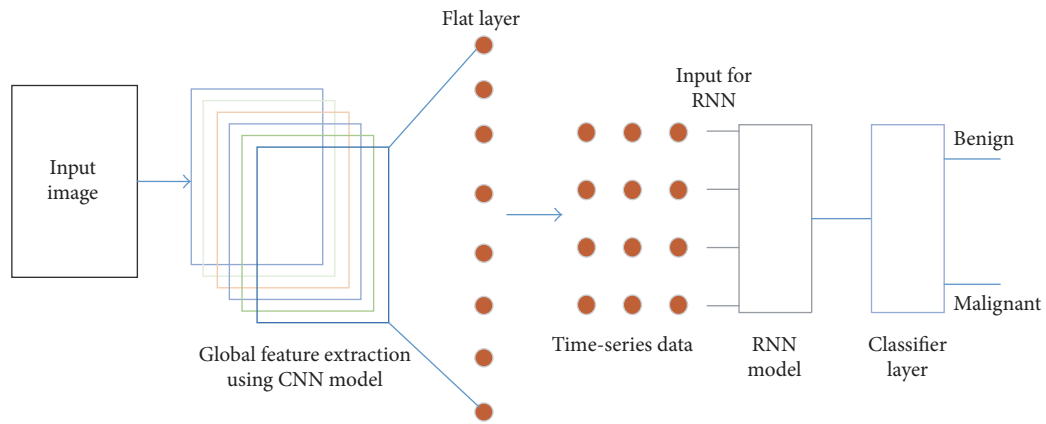 Flat layer
Input for
RNN
Input
image
Benign
Malignant
Global feature extraction
using CNN model
Time-series data
RNN
model
Classifier
layer